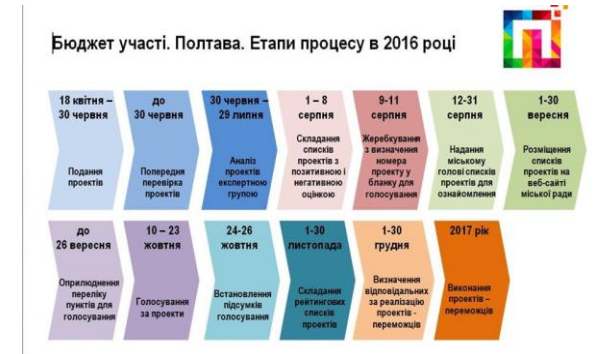 Бюджет участі. Полтава. Етапи процесу в 2016 році
18 квітня –
30 червня
Подання
проектів
до
30 червня
Попередня
перевірка
проектів
30 червня –
29 липня
Аналіз
проектів
експертною
групою
1 – 8
серпня
Складання
списків
проектів з
позитивною і
негативною
оцінкою
9-11
серпня
Жеребкування
з визначення
номера
проекту у
бланку для
голосування
12-31
серпня
Надання
міському
голові списків
проектів для
ознайомлення
1-30
вересня
Розміщення
списків
проектів на
веб-сайті
міської ради
до
26 вересня
Оприлюднення
переліку
пунктів для
голосування
10 – 23
жовтня
Голосування
за проекти
24-26
жовтня
Встановлення
підсумків
голосування
1-30
листопада
Складання
рейтингових
списків
проектів
1-30
грудня
Визначення
відповідальних
за реалізацію
проектів -
переможців
2017 рік
Виконання
проектів –
переможців